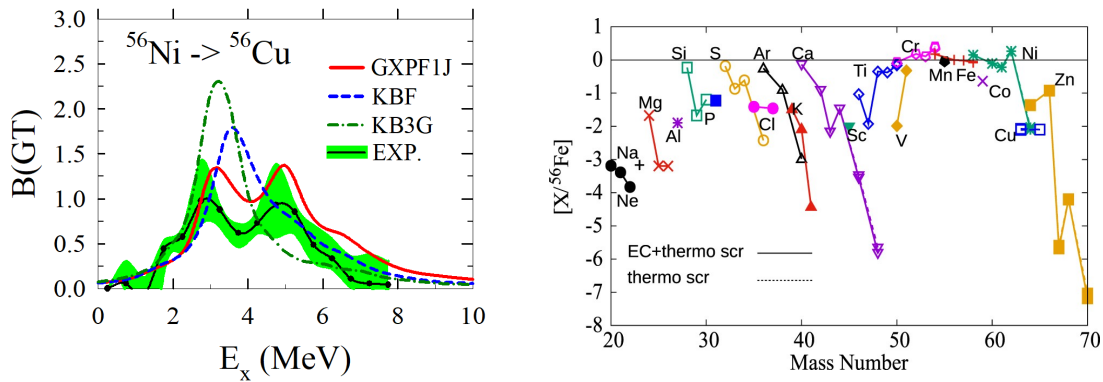 ⁵⁶Ni -> ⁵⁶Cu
GXPF1J
KBF
KB3G
EXP.
3.0
2.5
2.0
1.5
1.0
0.5
0.0
B(GT)
0 2 4 6 8 10
Eₓ (MeV)
1
0
-1
-2
-3
-4
-5
-6
-7
-8
[X/⁵⁶Fe]
Si S Ar Ca Cr Ni
Mn Fe
Co
Zn
Ti
Mg
Al
P
Cl
K
Sc
V
Cu
Na
+
Ne
EC+thermo scr
thermo scr
20 30 40 50 60 70
Mass Number